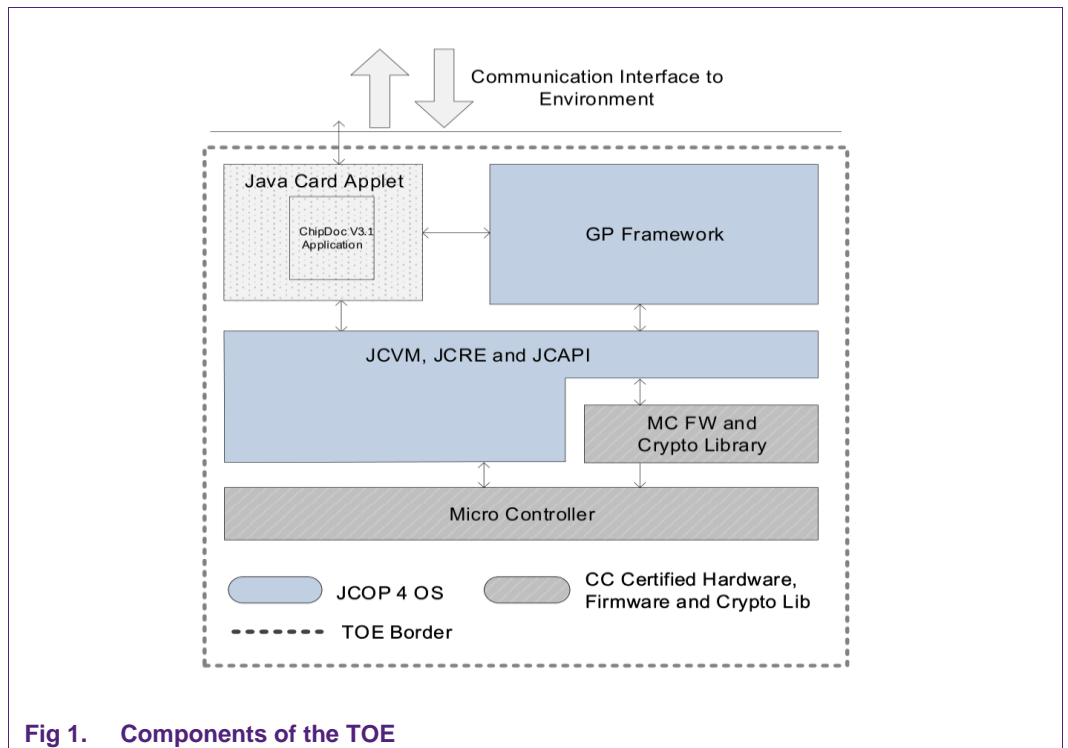 Communication Interface to
Environment
Java Card Applet
ChipDoc V3.1
Application
GP Framework
JCVM, JCRE and JCAPI
MC FW and
Crypto Library
Micro Controller
JCOP 4 OS
CC Certified Hardware,
Firmware and Crypto Lib
TOE Border
Fig 1. Components of the TOE